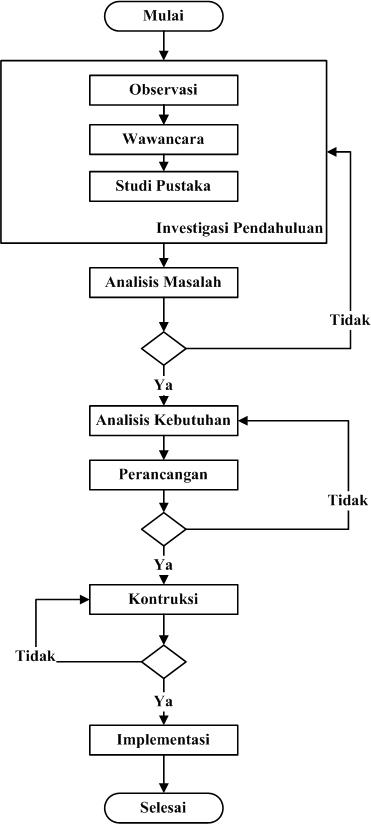 Mulai
Observasi
Wawancara
Studi Pustaka
Investigasi Pendahuluan
Analisis Masalah
Tidak
Ya
Analisis Kebutuhan
Perancangan
Tidak
Ya
Kontruksi
Tidak
Ya
Implementasi
Selesai